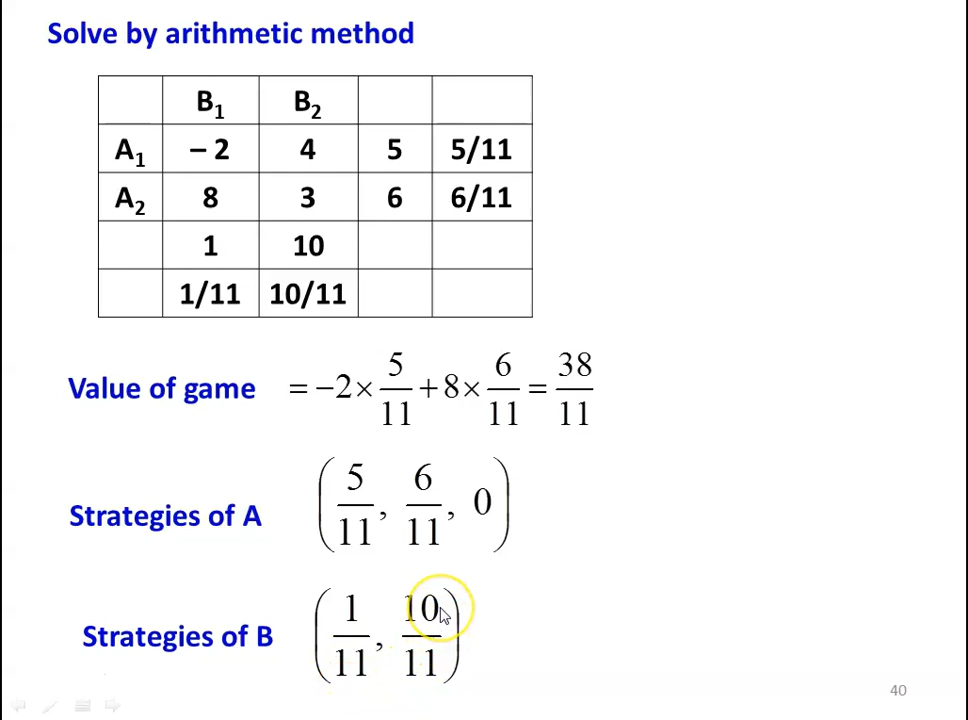 Solve by arithmetic method
B₁ B₂
A₁ – 2 4 5 5/11
A₂ 8 3 6 6/11
1 10
1/11 10/11
Value of game = −2 × 5/11 + 8 × 6/11 = 38/11
Strategies of A (5/11, 6/11, 0)
Strategies of B (1/11, 10/11)
40